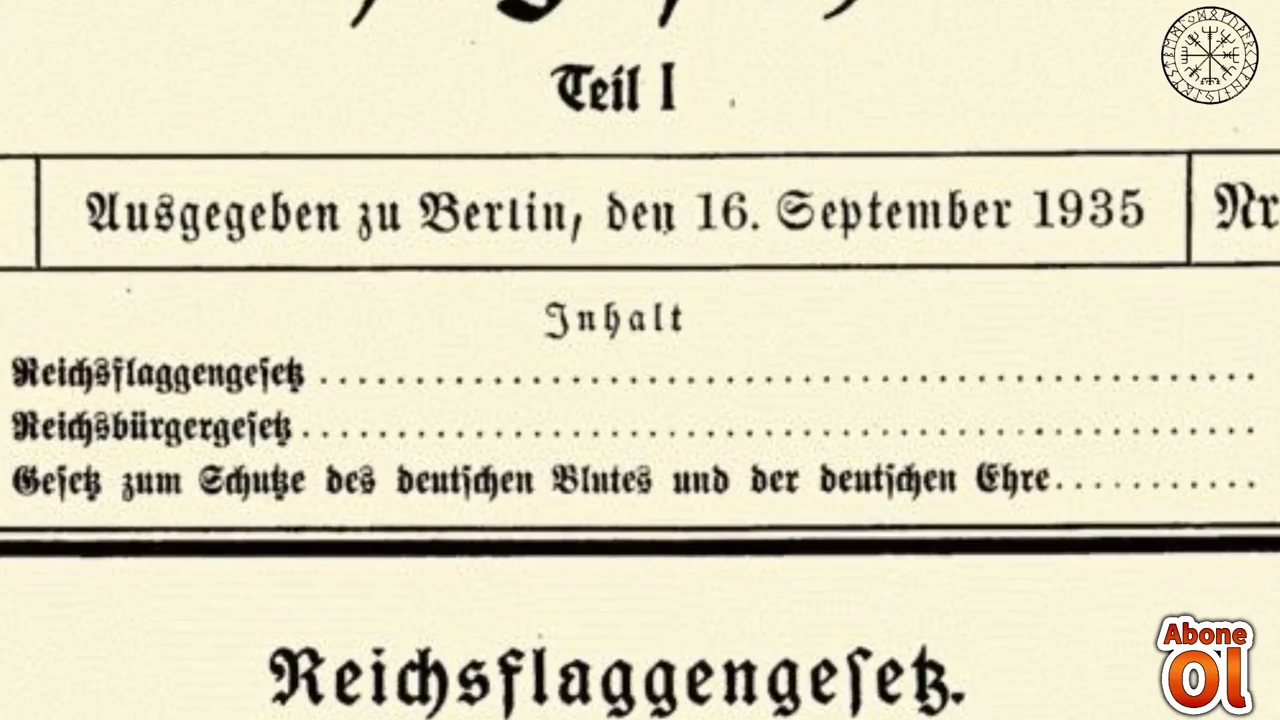 Teil I
Ausgegeben zu Berlin, den 16. September 1935
Nr
Inhalt
Reichsflaggengesetz
Reichsbürgergesetz
Gesetz zum Schutze des deutschen Blutes und der deutschen Ehre
Reichsflaggengesetz.
Abone
Ol